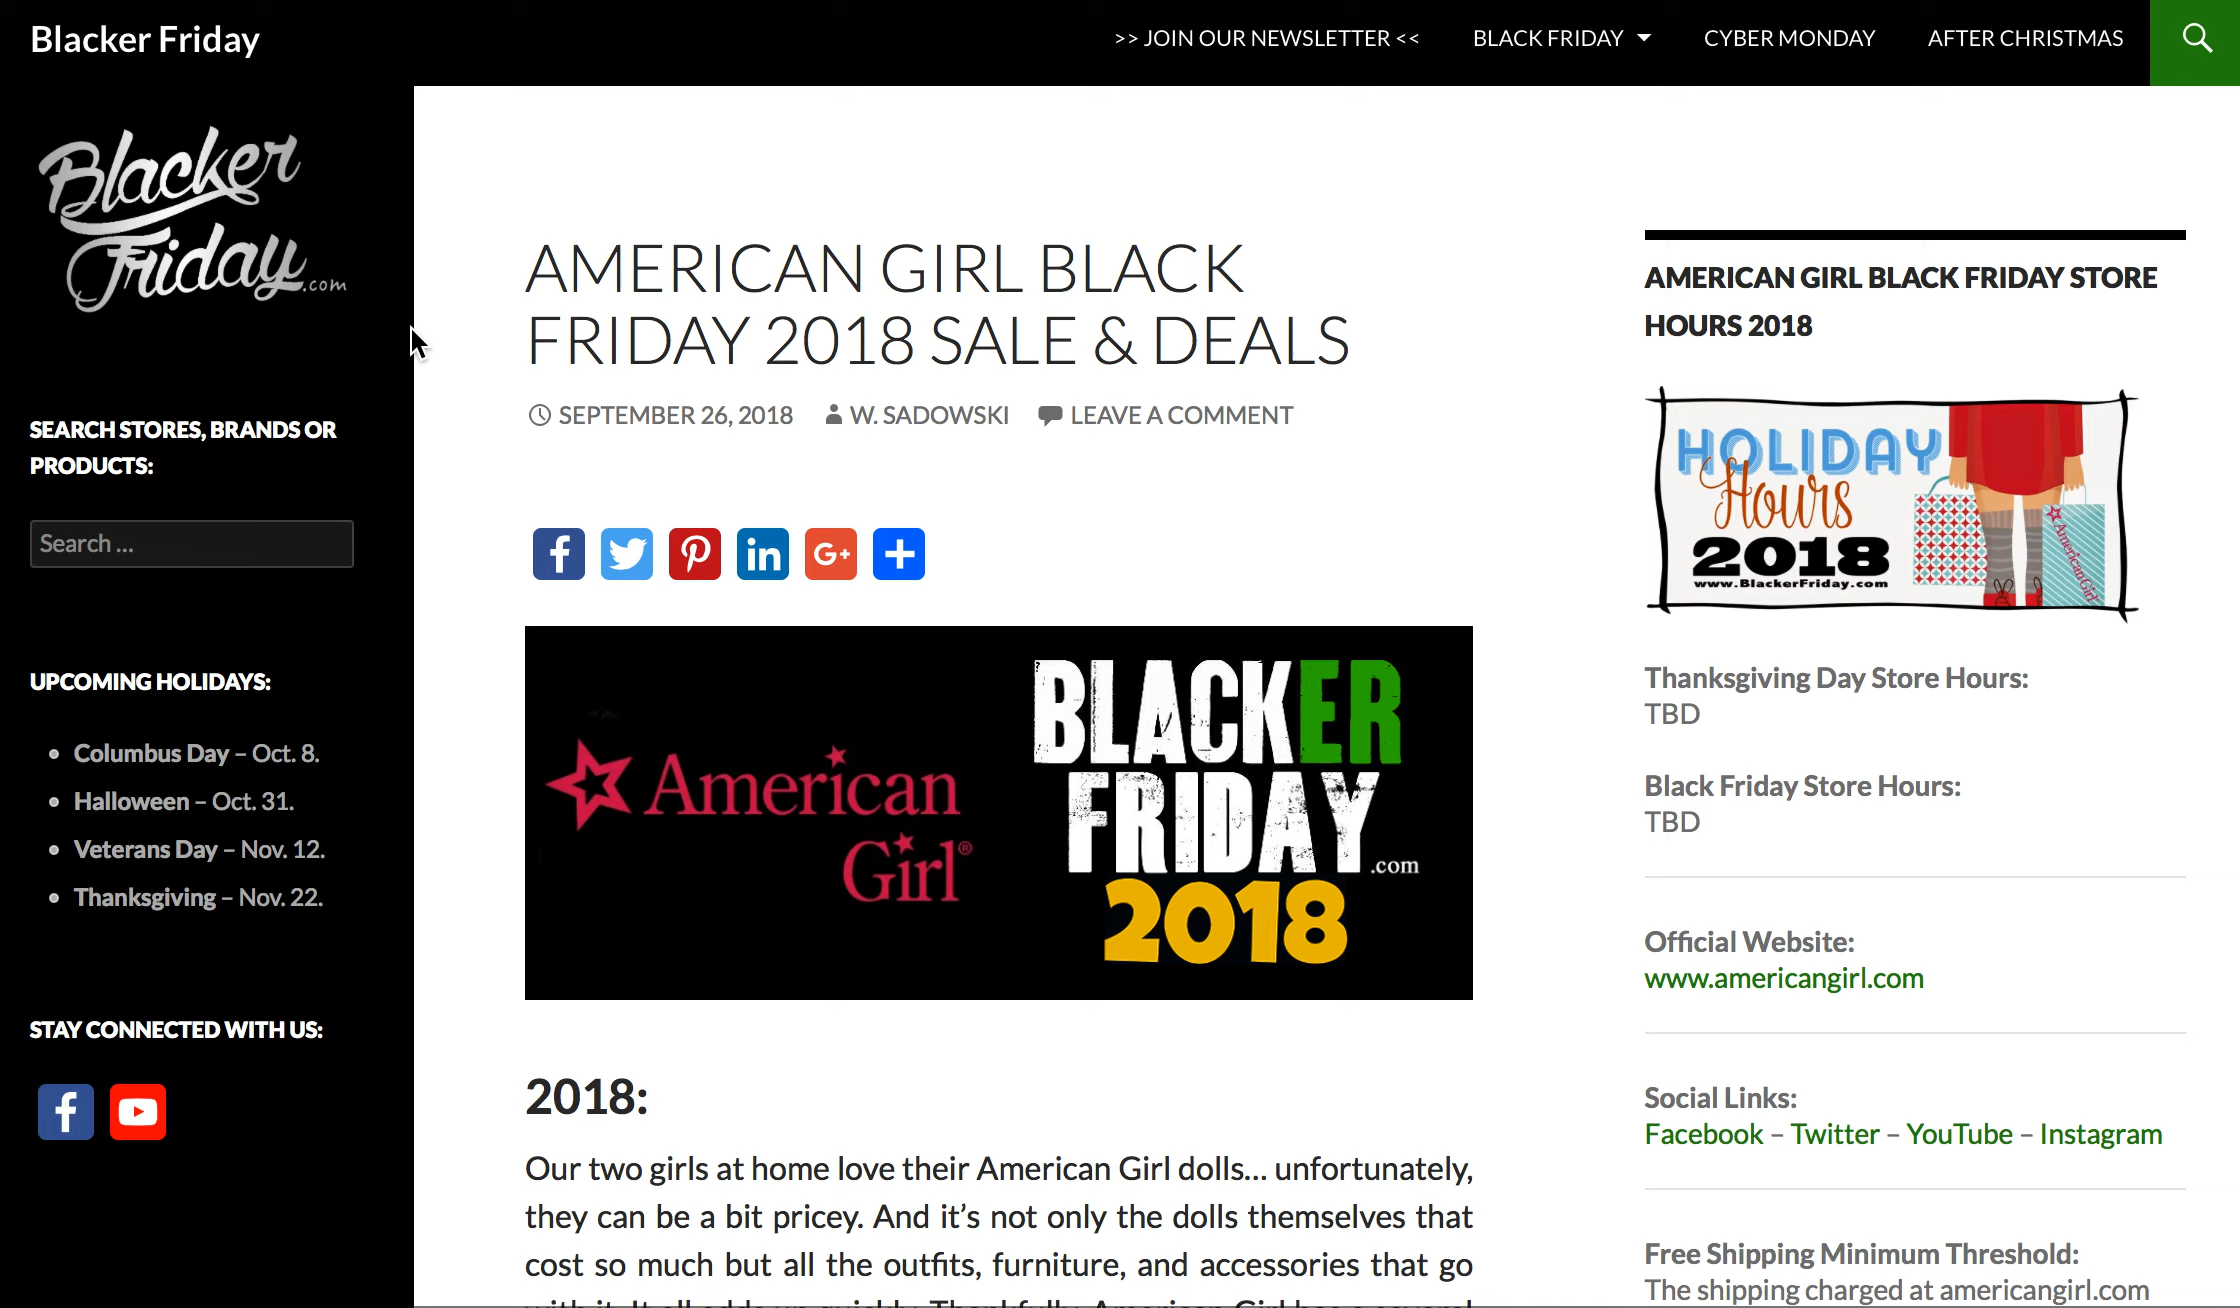 Blacker Friday
>> JOIN OUR NEWSLETTER <<
BLACK FRIDAY
CYBER MONDAY
AFTER CHRISTMAS
Blacker
Friday.com
SEARCH STORES, BRANDS OR
PRODUCTS:
Search ...
UPCOMING HOLIDAYS:
Columbus Day – Oct. 8.
Halloween – Oct. 31.
Veterans Day – Nov. 12.
Thanksgiving – Nov. 22.
STAY CONNECTED WITH US:
AMERICAN GIRL BLACK
FRIDAY 2018 SALE & DEALS
SEPTEMBER 26, 2018
W. SADOWSKI
LEAVE A COMMENT
American
Girl®
BLACKER
FRIDAY.com
2018
2018:
Our two girls at home love their American Girl dolls... unfortunately,
they can be a bit pricey. And it's not only the dolls themselves that
cost so much but all the outfits, furniture, and accessories that go
AMERICAN GIRL BLACK FRIDAY STORE
HOURS 2018
HOLIDAY
Hours
2018
www.BlackerFriday.com
AmericanGirl
Thanksgiving Day Store Hours:
TBD
Black Friday Store Hours:
TBD
Official Website:
www.americangirl.com
Social Links:
Facebook – Twitter – YouTube – Instagram
Free Shipping Minimum Threshold:
The shipping charged at americangirl.com